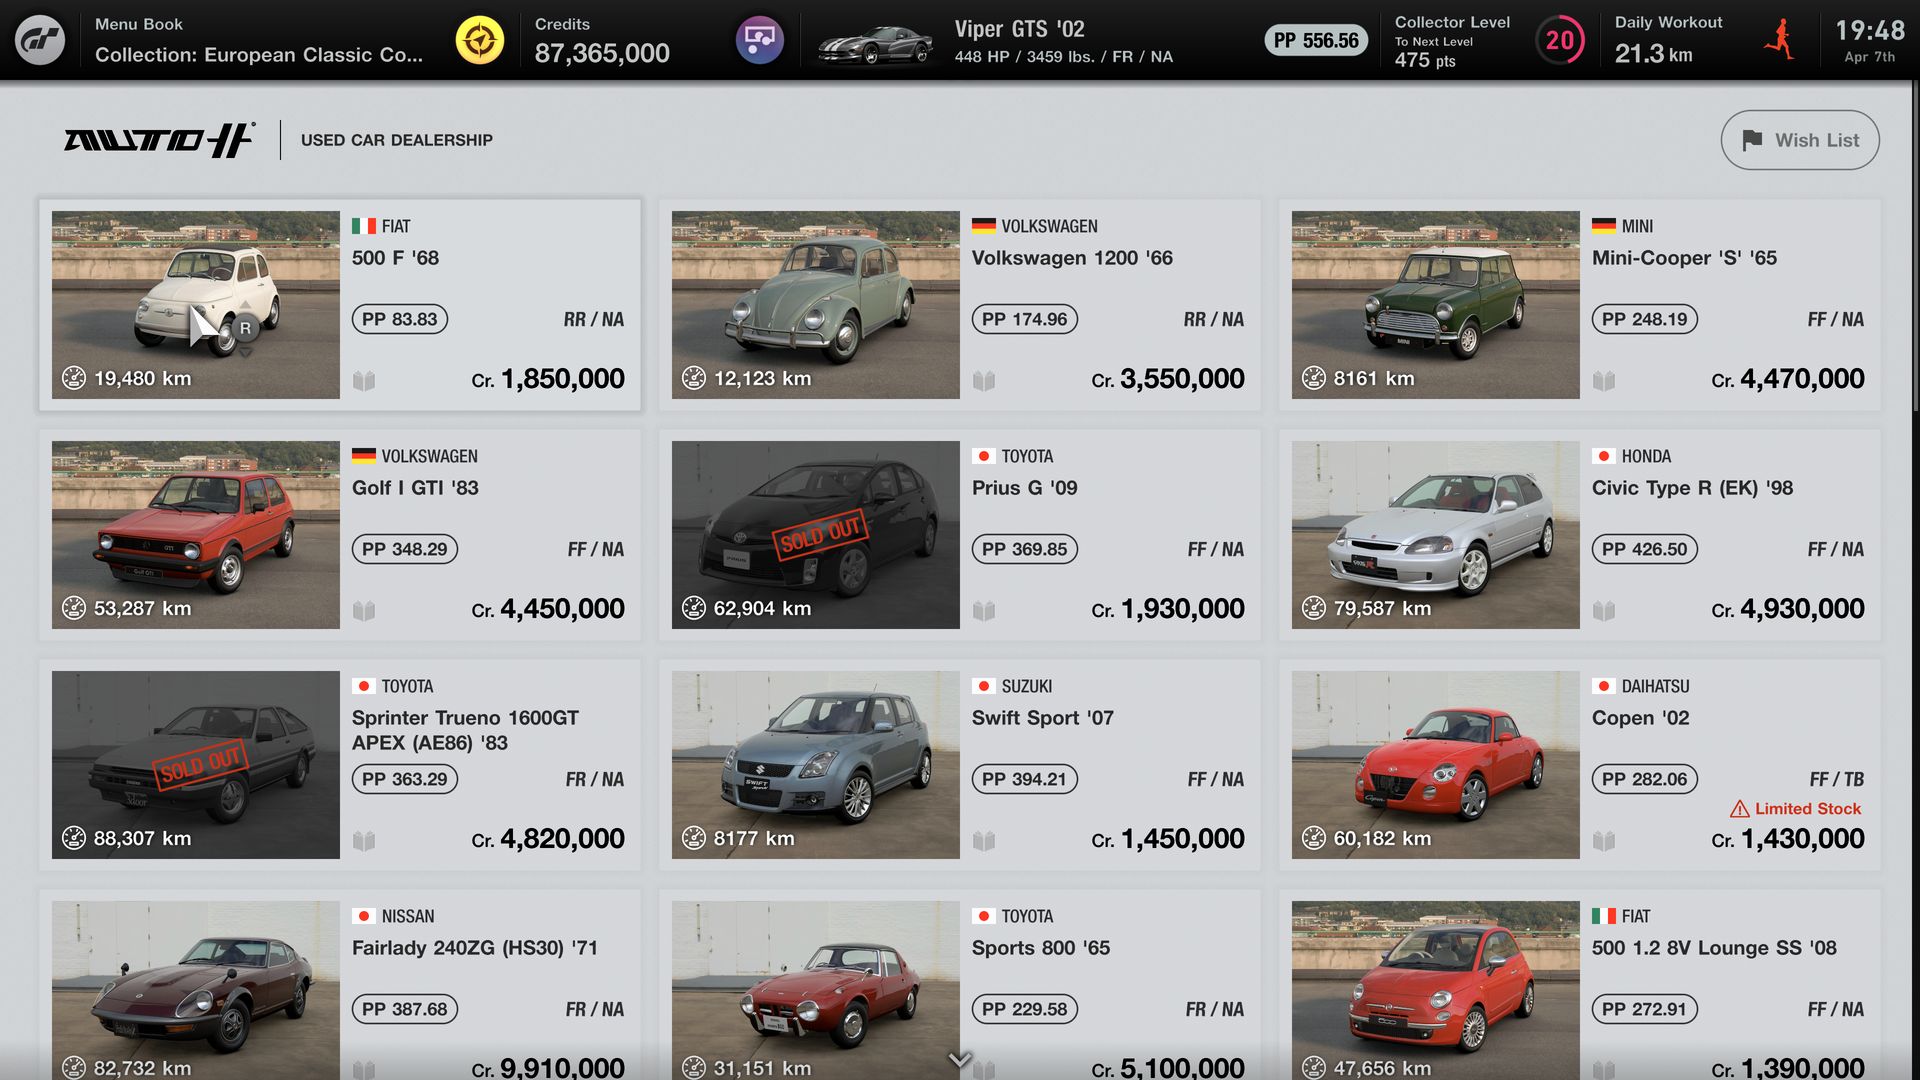 Menu Book
Collection: European Classic Co...
Credits
87,365,000
Viper GTS '02
448 HP / 3459 lbs. / FR / NA
PP 556.56
Collector Level
To Next Level
475 pts
20
Daily Workout
21.3 km
19:48
Apr 7th
AUTO
USED CAR DEALERSHIP
Wish List
FIAT
500 F '68
PP 83.83
RR / NA
R
19,480 km
Cr. 1,850,000
VOLKSWAGEN
Volkswagen 1200 '66
PP 174.96
RR / NA
12,123 km
Cr. 3,550,000
MINI
Mini-Cooper 'S' '65
PP 248.19
FF / NA
MINI
8161 km
Cr. 4,470,000
VOLKSWAGEN
Golf I GTI '83
PP 348.29
FF / NA
GTI
Golf GTI
53,287 km
Cr. 4,450,000
TOYOTA
Prius G '09
PP 369.85
FF / NA
SOLD OUT
PRIUS
62,904 km
Cr. 1,930,000
HONDA
Civic Type R (EK) '98
PP 426.50
FF / NA
79,587 km
Cr. 4,930,000
TOYOTA
Sprinter Trueno 1600GT
APEX (AE86) '83
PP 363.29
FR / NA
SOLD OUT
3door
88,307 km
Cr. 4,820,000
SUZUKI
Swift Sport '07
PP 394.21
FF / NA
SWIFT
Sport
8177 km
Cr. 1,450,000
DAIHATSU
Copen '02
PP 282.06
FF / TB
Limited Stock
Copen
60,182 km
Cr. 1,430,000
NISSAN
Fairlady 240ZG (HS30) '71
PP 387.68
FR / NA
82,732 km
Cr. 9,910,000
TOYOTA
Sports 800 '65
PP 229.58
FR / NA
31,151 km
Cr. 5,100,000
FIAT
500 1.2 8V Lounge SS '08
PP 272.91
FF / NA
500
47,656 km
Cr. 1,390,000